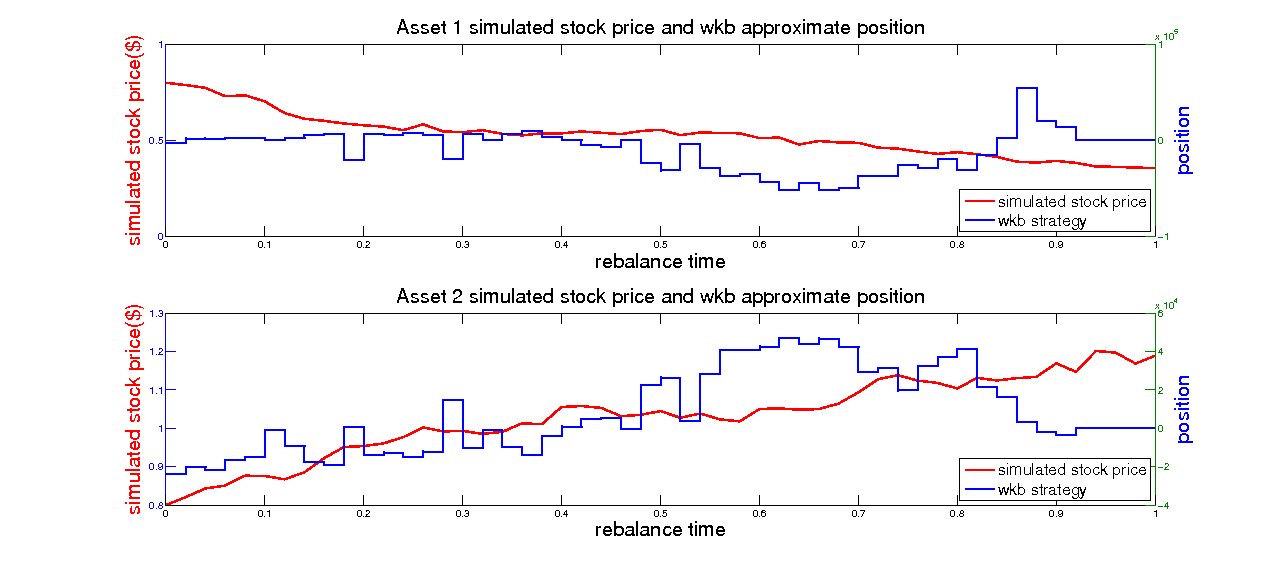 Asset 1 simulated stock price and wkb approximate position
x 10^5
simulated stock price($)
1
0.5
0
1
0
-1
position
simulated stock price
wkb strategy
0 0.1 0.2 0.3 0.4 0.5 0.6 0.7 0.8 0.9 1
rebalance time
Asset 2 simulated stock price and wkb approximate position
x 10^4
simulated stock price($)
1.3
1.2
1.1
1
0.9
0.8
6
4
2
0
-2
-4
position
simulated stock price
wkb strategy
0 0.1 0.2 0.3 0.4 0.5 0.6 0.7 0.8 0.9 1
rebalance time